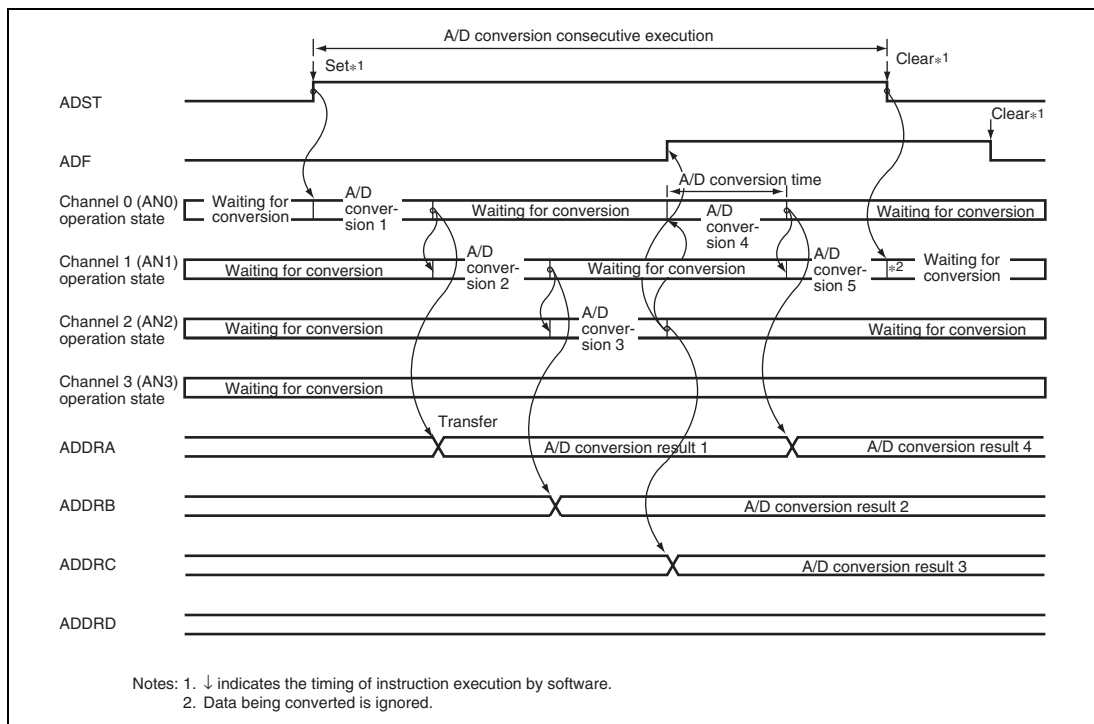 A/D conversion consecutive execution
Set*1
Clear*1
ADST
Clear*1
ADF
A/D conversion time
Channel 0 (AN0)
operation state
Waiting for
conversion
A/D
conver-
sion 1
Waiting for conversion
A/D
conver-
sion 4
Waiting for conversion
Channel 1 (AN1)
operation state
Waiting for conversion
A/D
conver-
sion 2
Waiting for conversion
A/D
conver-
sion 5
*2
Waiting for
conversion
Channel 2 (AN2)
operation state
Waiting for conversion
A/D
conver-
sion 3
Waiting for conversion
Channel 3 (AN3)
operation state
Waiting for conversion
Transfer
ADDRA
A/D conversion result 1
A/D conversion result 4
ADDRB
A/D conversion result 2
ADDRC
A/D conversion result 3
ADDRD
Notes: 1. ↓ indicates the timing of instruction execution by software.
2. Data being converted is ignored.